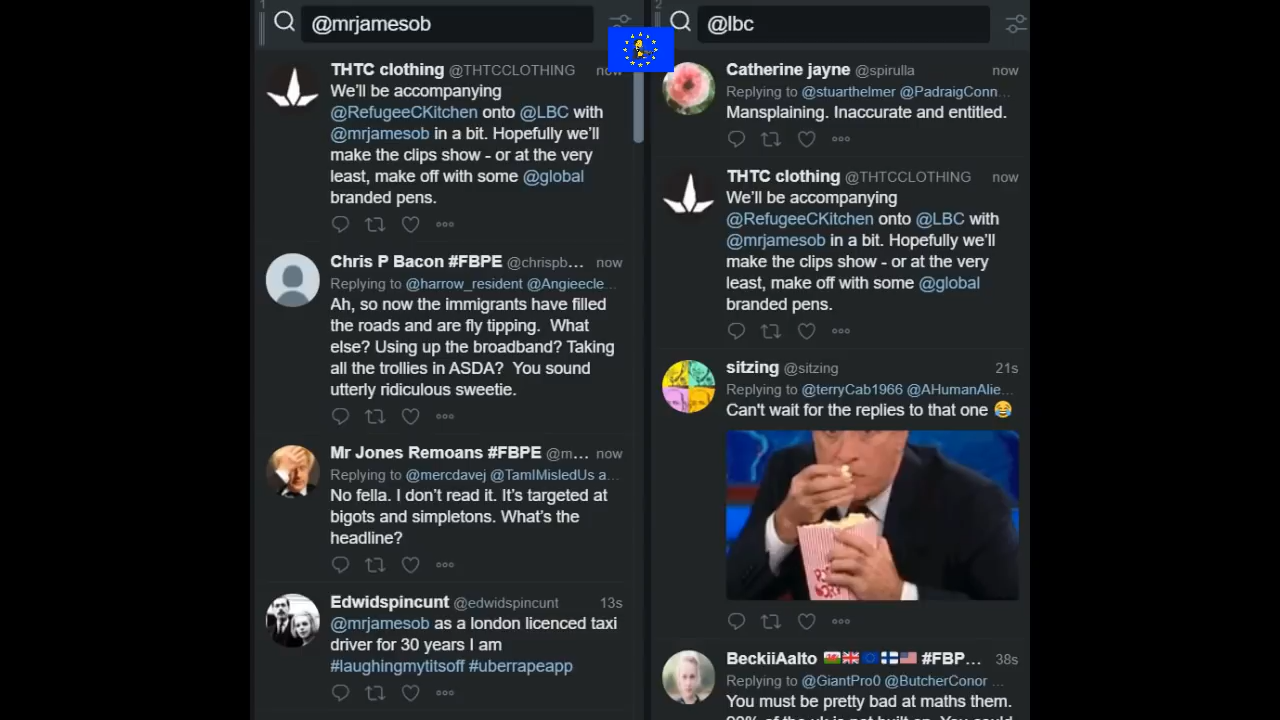 1
@mrjamesob
THTC clothing @THTCCLOTHING now
We'll be accompanying
@RefugeeCKitchen onto @LBC with
@mrjamesob in a bit. Hopefully we'll
make the clips show - or at the very
least, make off with some @global
branded pens.
Chris P Bacon #FBPE @chrispb... now
Replying to @harrow_resident @Angieecle...
Ah, so now the immigrants have filled
the roads and are fly tipping. What
else? Using up the broadband? Taking
all the trollies in ASDA? You sound
utterly ridiculous sweetie.
Mr Jones Remoans #FBPE @m... now
Replying to @mercdavej @TamIMisledUs a...
No fella. I don't read it. It's targeted at
bigots and simpletons. What's the
headline?
Edwidspincunt @edwidspincunt 13s
@mrjamesob as a london licenced taxi
driver for 30 years I am
#laughingmytitsoff #uberrapeapp
2
@lbc
Catherine jayne @spirulla now
Replying to @stuarthelmer @PadraigConn...
Mansplaining. Inaccurate and entitled.
THTC clothing @THTCCLOTHING now
We'll be accompanying
@RefugeeCKitchen onto @LBC with
@mrjamesob in a bit. Hopefully we'll
make the clips show - or at the very
least, make off with some @global
branded pens.
sitzing @sitzing 21s
Replying to @terryCab1966 @AHumanAlie...
Can't wait for the replies to that one 😂
BeckiiAalto 🏴󠁧󠁢󠁷󠁬󠁳󠁿🇬🇧🇪🇺🇫🇮🇺🇸 #FBP... 38s
Replying to @GiantPro0 @ButcherConor ...
You must be pretty bad at maths them.